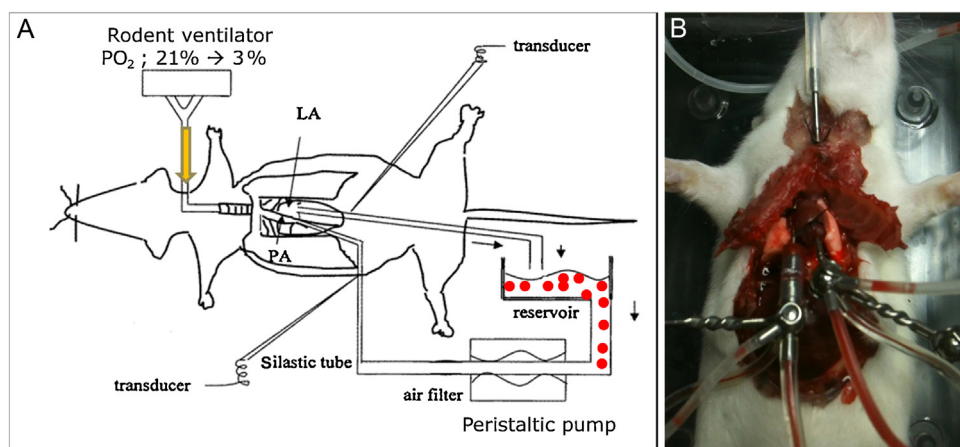 A
Rodent ventilator
PO2 ; 21% → 3%
transducer
LA
PA
reservoir
Silastic tube
transducer
air filter
Peristaltic pump
B